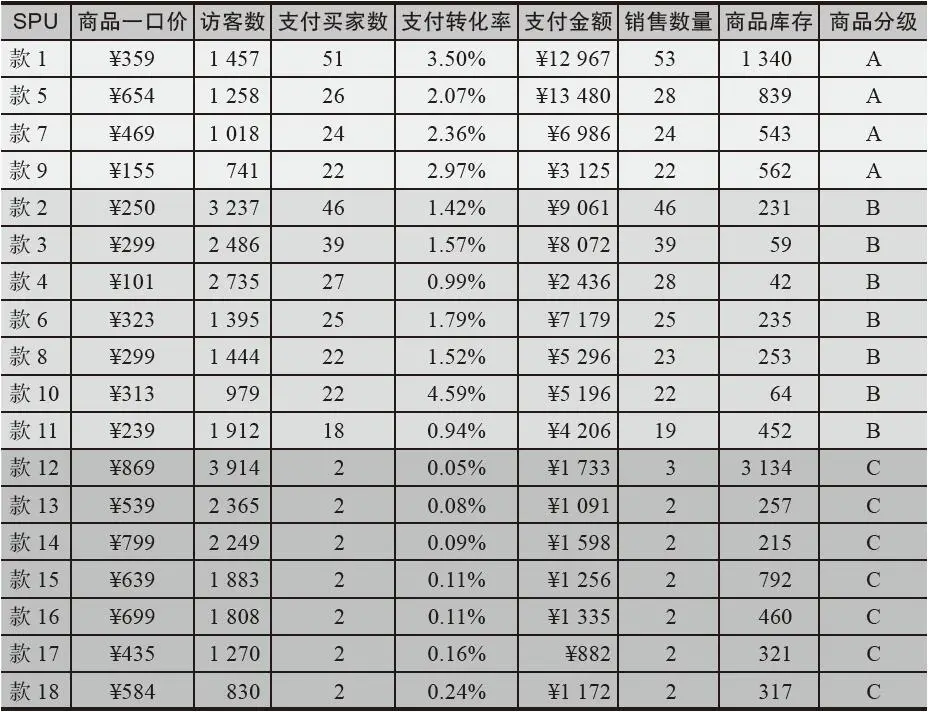 SPU 商品一口价 访客数 支付买家数 支付转化率 支付金额 销售数量 商品库存 商品分级
款 1 ¥359 1 457 51 3.50% ¥12 967 53 1 340 A
款 5 ¥654 1 258 26 2.07% ¥13 480 28 839 A
款 7 ¥469 1 018 24 2.36% ¥6 986 24 543 A
款 9 ¥155 741 22 2.97% ¥3 125 22 562 A
款 2 ¥250 3 237 46 1.42% ¥9 061 46 231 B
款 3 ¥299 2 486 39 1.57% ¥8 072 39 59 B
款 4 ¥101 2 735 27 0.99% ¥2 436 28 42 B
款 6 ¥323 1 395 25 1.79% ¥7 179 25 235 B
款 8 ¥299 1 444 22 1.52% ¥5 296 23 253 B
款 10 ¥313 979 22 4.59% ¥5 196 22 64 B
款 11 ¥239 1 912 18 0.94% ¥4 206 19 452 B
款 12 ¥869 3 914 2 0.05% ¥1 733 3 3 134 C
款 13 ¥539 2 365 2 0.08% ¥1 091 2 257 C
款 14 ¥799 2 249 2 0.09% ¥1 598 2 215 C
款 15 ¥639 1 883 2 0.11% ¥1 256 2 792 C
款 16 ¥699 1 808 2 0.11% ¥1 335 2 460 C
款 17 ¥435 1 270 2 0.16% ¥882 2 321 C
款 18 ¥584 830 2 0.24% ¥1 172 2 317 C